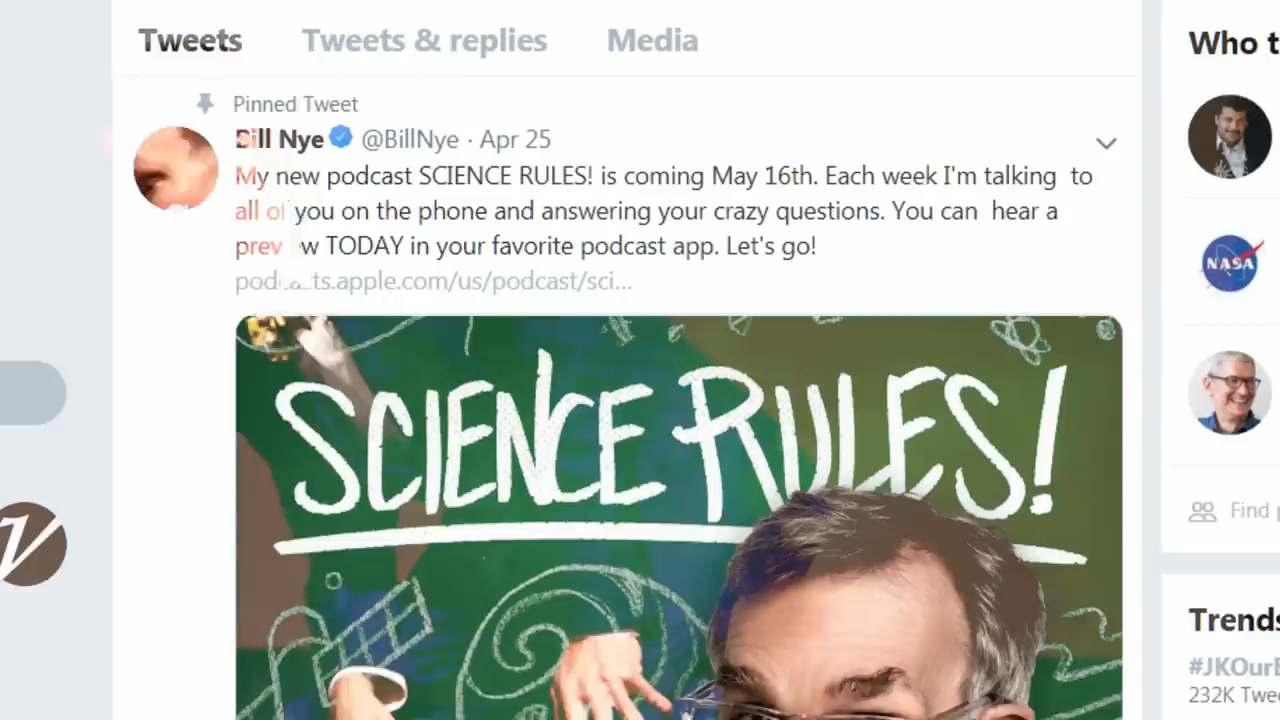 Tweets Tweets & replies Media
Who t
Pinned Tweet
Bill Nye @BillNye · Apr 25
My new podcast SCIENCE RULES! is coming May 16th. Each week I'm talking to
all of you on the phone and answering your crazy questions. You can hear a
prev w TODAY in your favorite podcast app. Let's go!
podcasts.apple.com/us/podcast/sci...
NASA
SCIENCE RULES!
Find
Trends
#JKOur
232K Twee